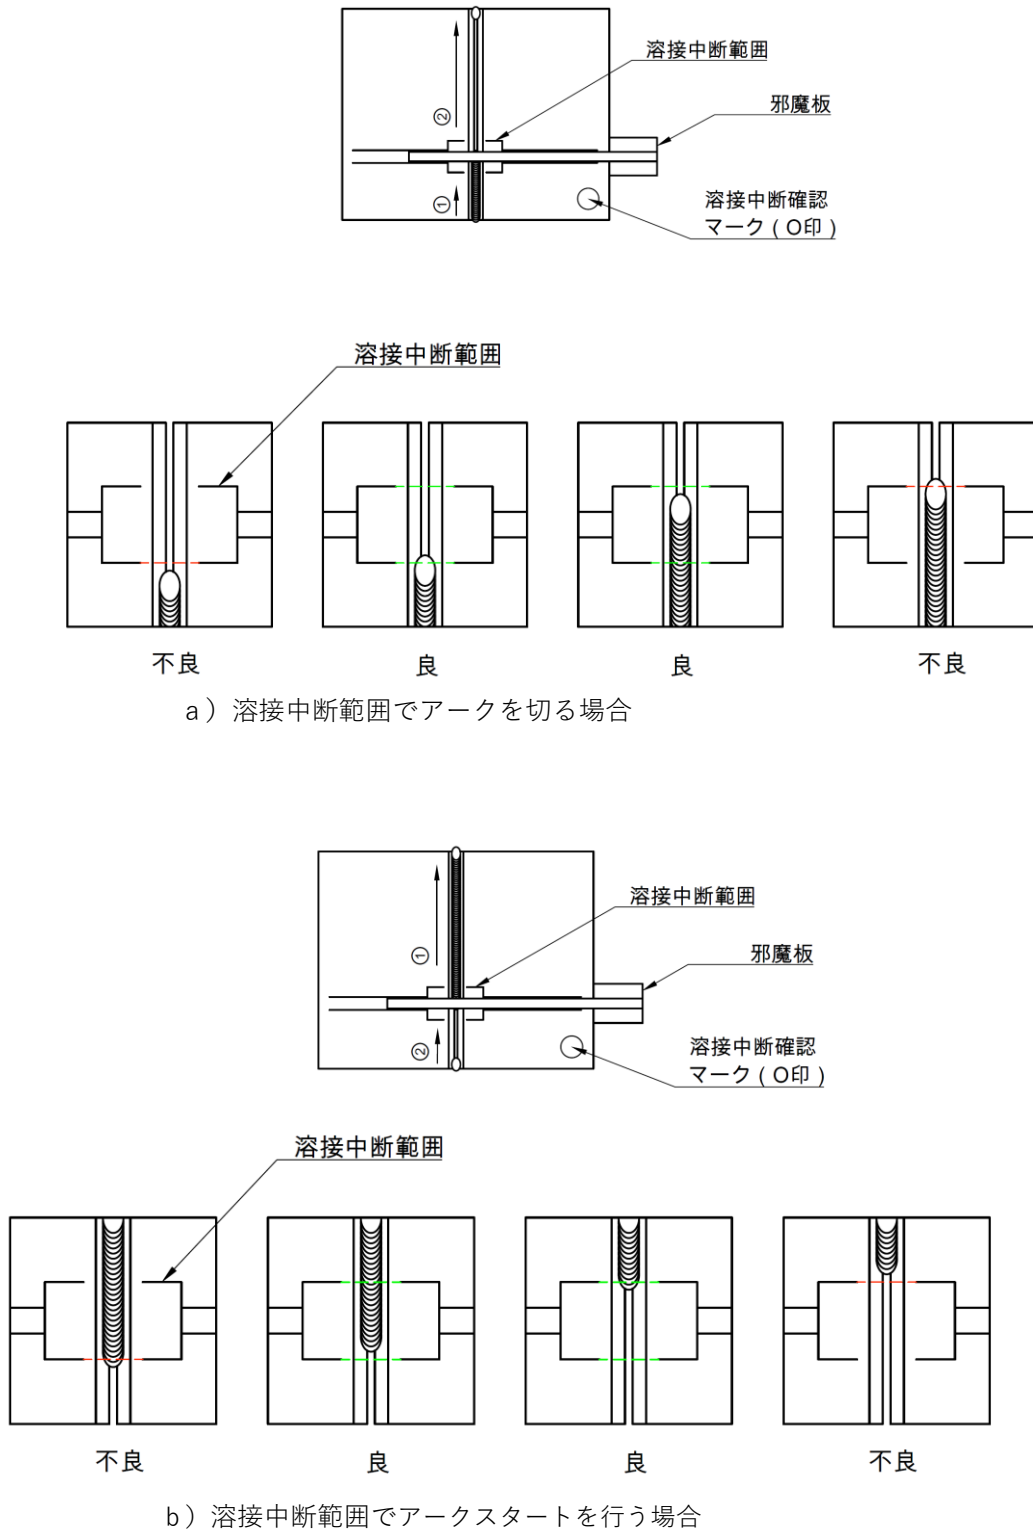 溶接中断範囲
②
邪魔板
①
溶接中断確認
マーク ( O印 )
溶接中断範囲
不良
良
良
不良
a）溶接中断範囲でアークを切る場合
溶接中断範囲
①
邪魔板
②
溶接中断確認
マーク ( O印 )
溶接中断範囲
不良
良
良
不良
b）溶接中断範囲でアークスタートを行う場合